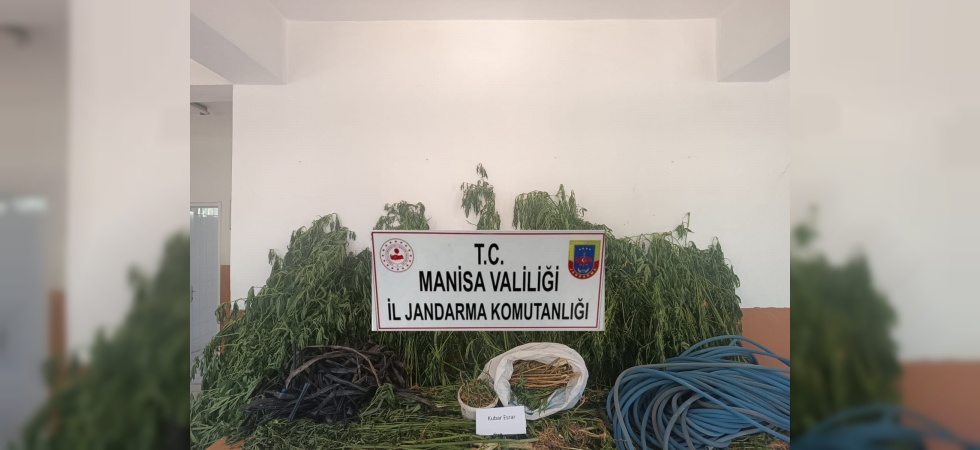 T.C.
MANİSA VALİLİĞİ
İL JANDARMA KOMUTANLIĞI
Kubar Esrar